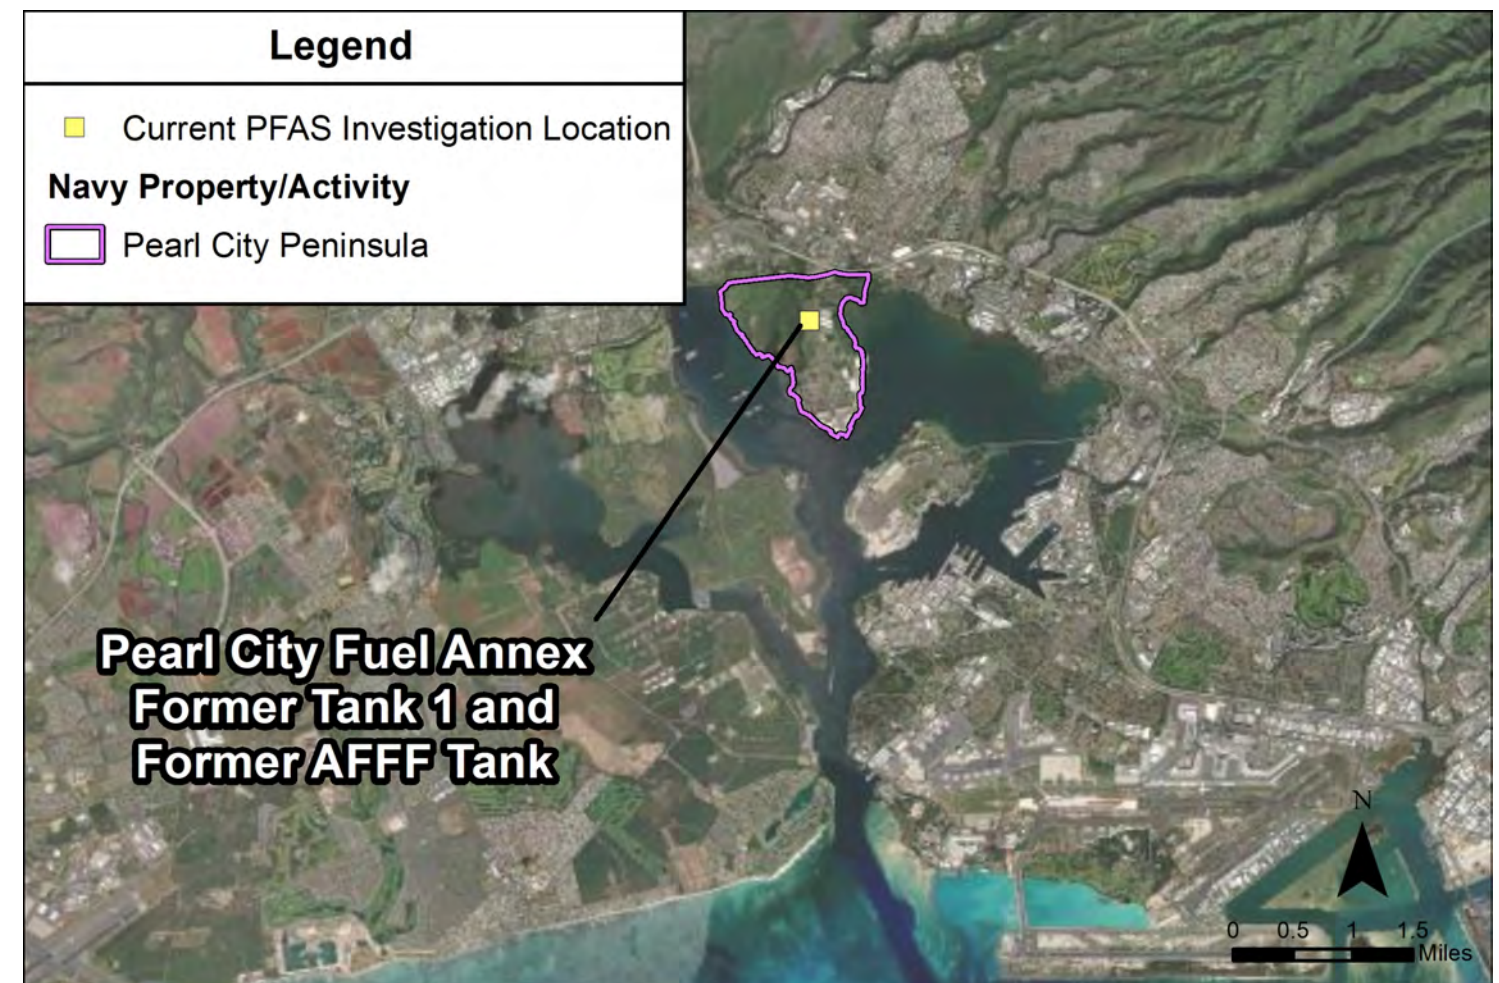 Legend
Current PFAS Investigation Location
Navy Property/Activity
Pearl City Peninsula
Pearl City Fuel Annex
Former Tank 1 and
Former AFFF Tank
N
0 0.5 1 1.5
Miles